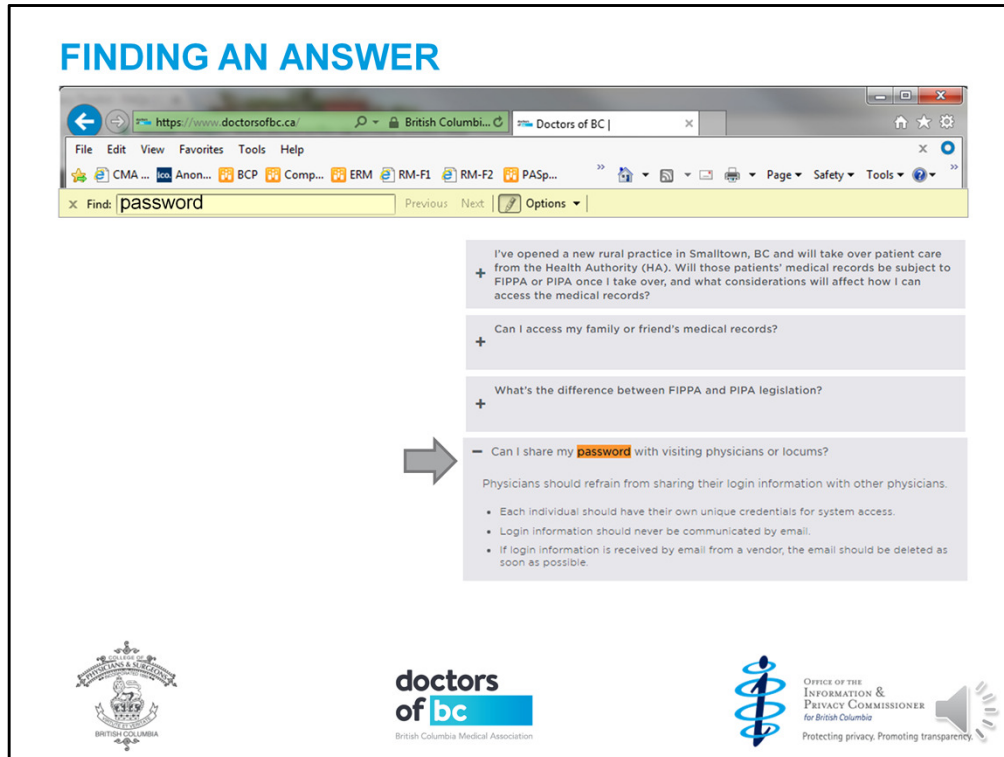 FINDING AN ANSWER
https://www.doctorsofbc.ca/ British Columbi... Doctors of BC |
File Edit View Favorites Tools Help
CMA ... ico. Anon... BCP Comp... ERM RM-F1 RM-F2 PASp... Page Safety Tools
x Find: password Previous Next Options
I've opened a new rural practice in Smalltown, BC and will take over patient care
from the Health Authority (HA). Will those patients' medical records be subject to
FIPPA or PIPA once I take over, and what considerations will affect how I can
access the medical records?
Can I access my family or friend's medical records?
What's the difference between FIPPA and PIPA legislation?
Can I share my password with visiting physicians or locums?
Physicians should refrain from sharing their login information with other physicians.
• Each individual should have their own unique credentials for system access.
• Login information should never be communicated by email.
• If login information is received by email from a vendor, the email should be deleted as
soon as possible.
COLLEGE OF
PHYSICIANS & SURGEONS
BRITISH COLUMBIA
doctors
of bc
British Columbia Medical Association
OFFICE OF THE
INFORMATION &
PRIVACY COMMISSIONER
for British Columbia
Protecting privacy. Promoting transparency.